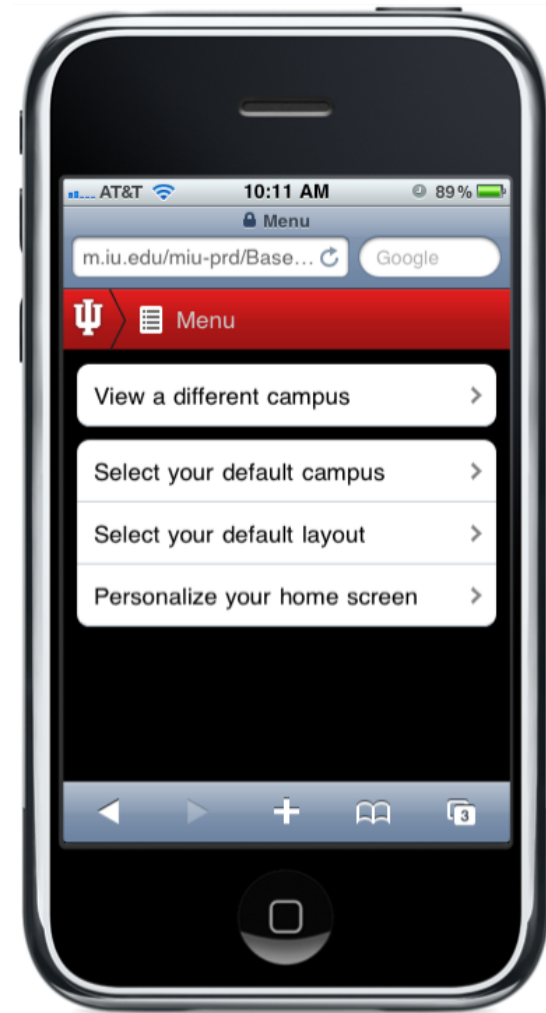 AT&T 10:11 AM 89%
Menu
m.iu.edu/miu-prd/Base... Google
Menu
View a different campus
Select your default campus
Select your default layout
Personalize your home screen
3